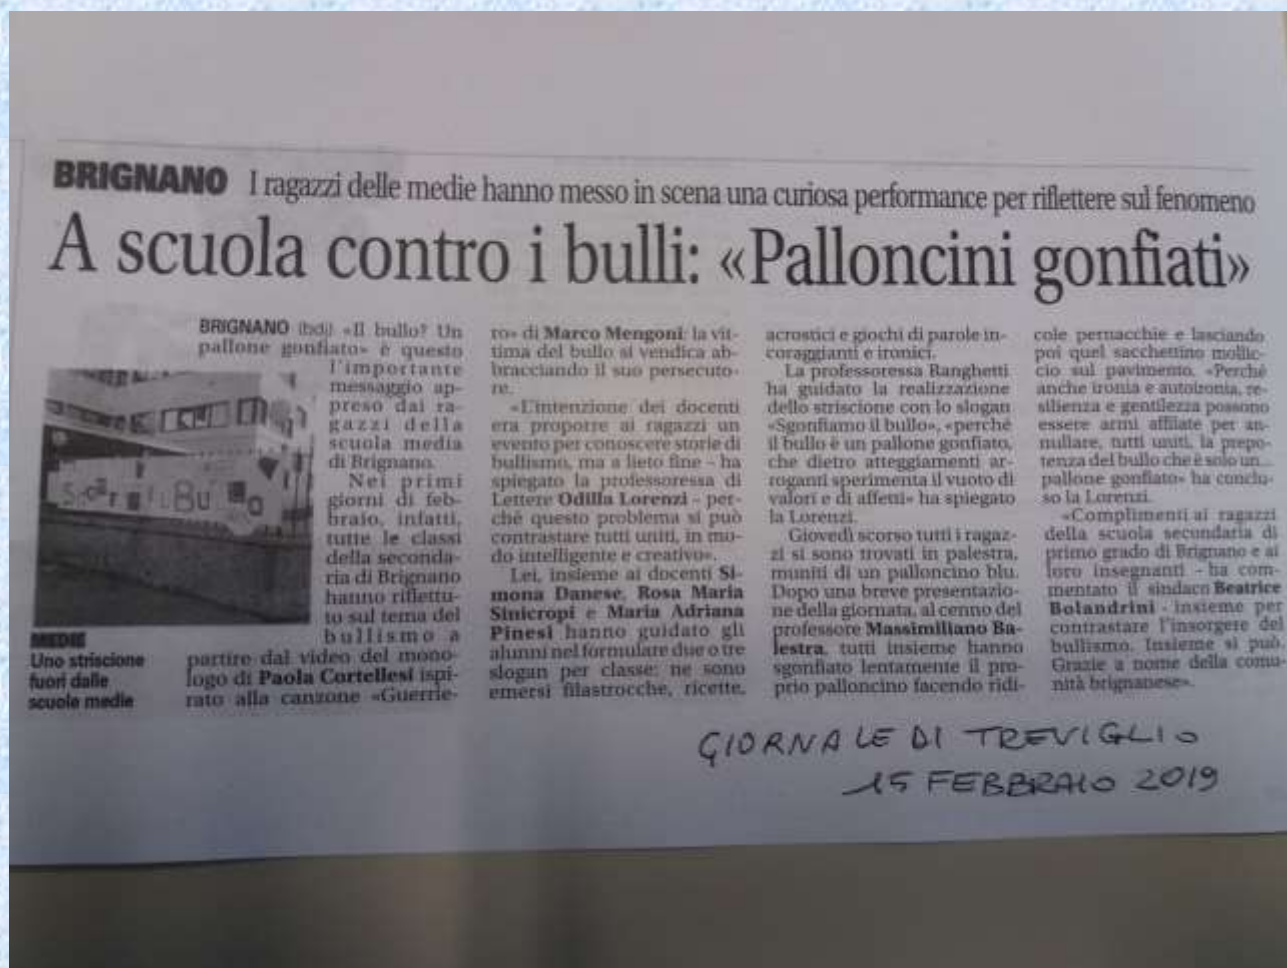 BRIGNANO I ragazzi delle medie hanno messo in scena una curiosa performance per riflettere sul fenomeno
A scuola contro i bulli: «Palloncini gonfiati»
BRIGNANO (bdj) «Il bullo? Un
pallone gonfiato» è questo
l'importante
messaggio ap-
preso dai ra-
gazzi della
scuola media
di Brignano.
Nei primi
giorni di feb-
braio, infatti,
tutte le classi
della seconda-
ria di Brignano
hanno riflettu-
to sul tema del
bullismo a
partire dal video del mono-
logo di Paola Cortellesi ispi-
rato alla canzone «Guerrie-
MEDIE
Uno striscione
fuori dalle
scuole medie
ro» di Marco Mengoni: la vit-
tima del bullo si vendica ab-
bracciando il suo persecuto-
re.
«L'intenzione dei docenti
era proporre ai ragazzi un
evento per conoscere storie di
bullismo, ma a lieto fine - ha
spiegato la professoressa di
Lettere Odilla Lorenzi - per-
ché questo problema si può
contrastare tutti uniti, in mo-
do intelligente e creativo».
Lei, insieme ai docenti Si-
mona Danese, Rosa Maria
Sinicropi e Maria Adriana
Pinesi hanno guidato gli
alunni nel formulare due o tre
slogan per classe: ne sono
emersi filastrocche, ricette,
acrostici e giochi di parole in-
coraggianti e ironici.
La professoressa Ranghetti
ha guidato la realizzazione
dello striscione con lo slogan
«Sgonfiamo il bullo», «perché
il bullo è un pallone gonfiato,
che dietro atteggiamenti ar-
roganti sperimenta il vuoto di
valori e di affetti» ha spiegato
la Lorenzi.
Giovedì scorso tutti i ragaz-
zi si sono trovati in palestra,
muniti di un palloncino blu.
Dopo una breve presentazio-
ne della giornata, al cenno del
professore Massimiliano Ba-
lestra, tutti insieme hanno
sgonfiato lentamente il pro-
prio palloncino facendo ridi-
cole pernacchie e lasciando
poi quel sacchettino mollic-
cio sul pavimento. «Perché
anche ironia e autoironia, re-
silienza e gentilezza possono
essere armi affilate per an-
nullare, tutti uniti, la prepo-
tenza del bullo che è solo un...
pallone gonfiato» ha conclu-
so la Lorenzi.
«Complimenti ai ragazzi
della scuola secondaria di
primo grado di Brignano e ai
loro insegnanti - ha com-
mentato il sindaco Beatrice
Bolandrini - insieme per
contrastare l'insorgere del
bullismo. Insieme si può.
Grazie a nome della comu-
nità brignanese».
GIORNALE DI TREVIGLIO
15 FEBBRAIO 2019